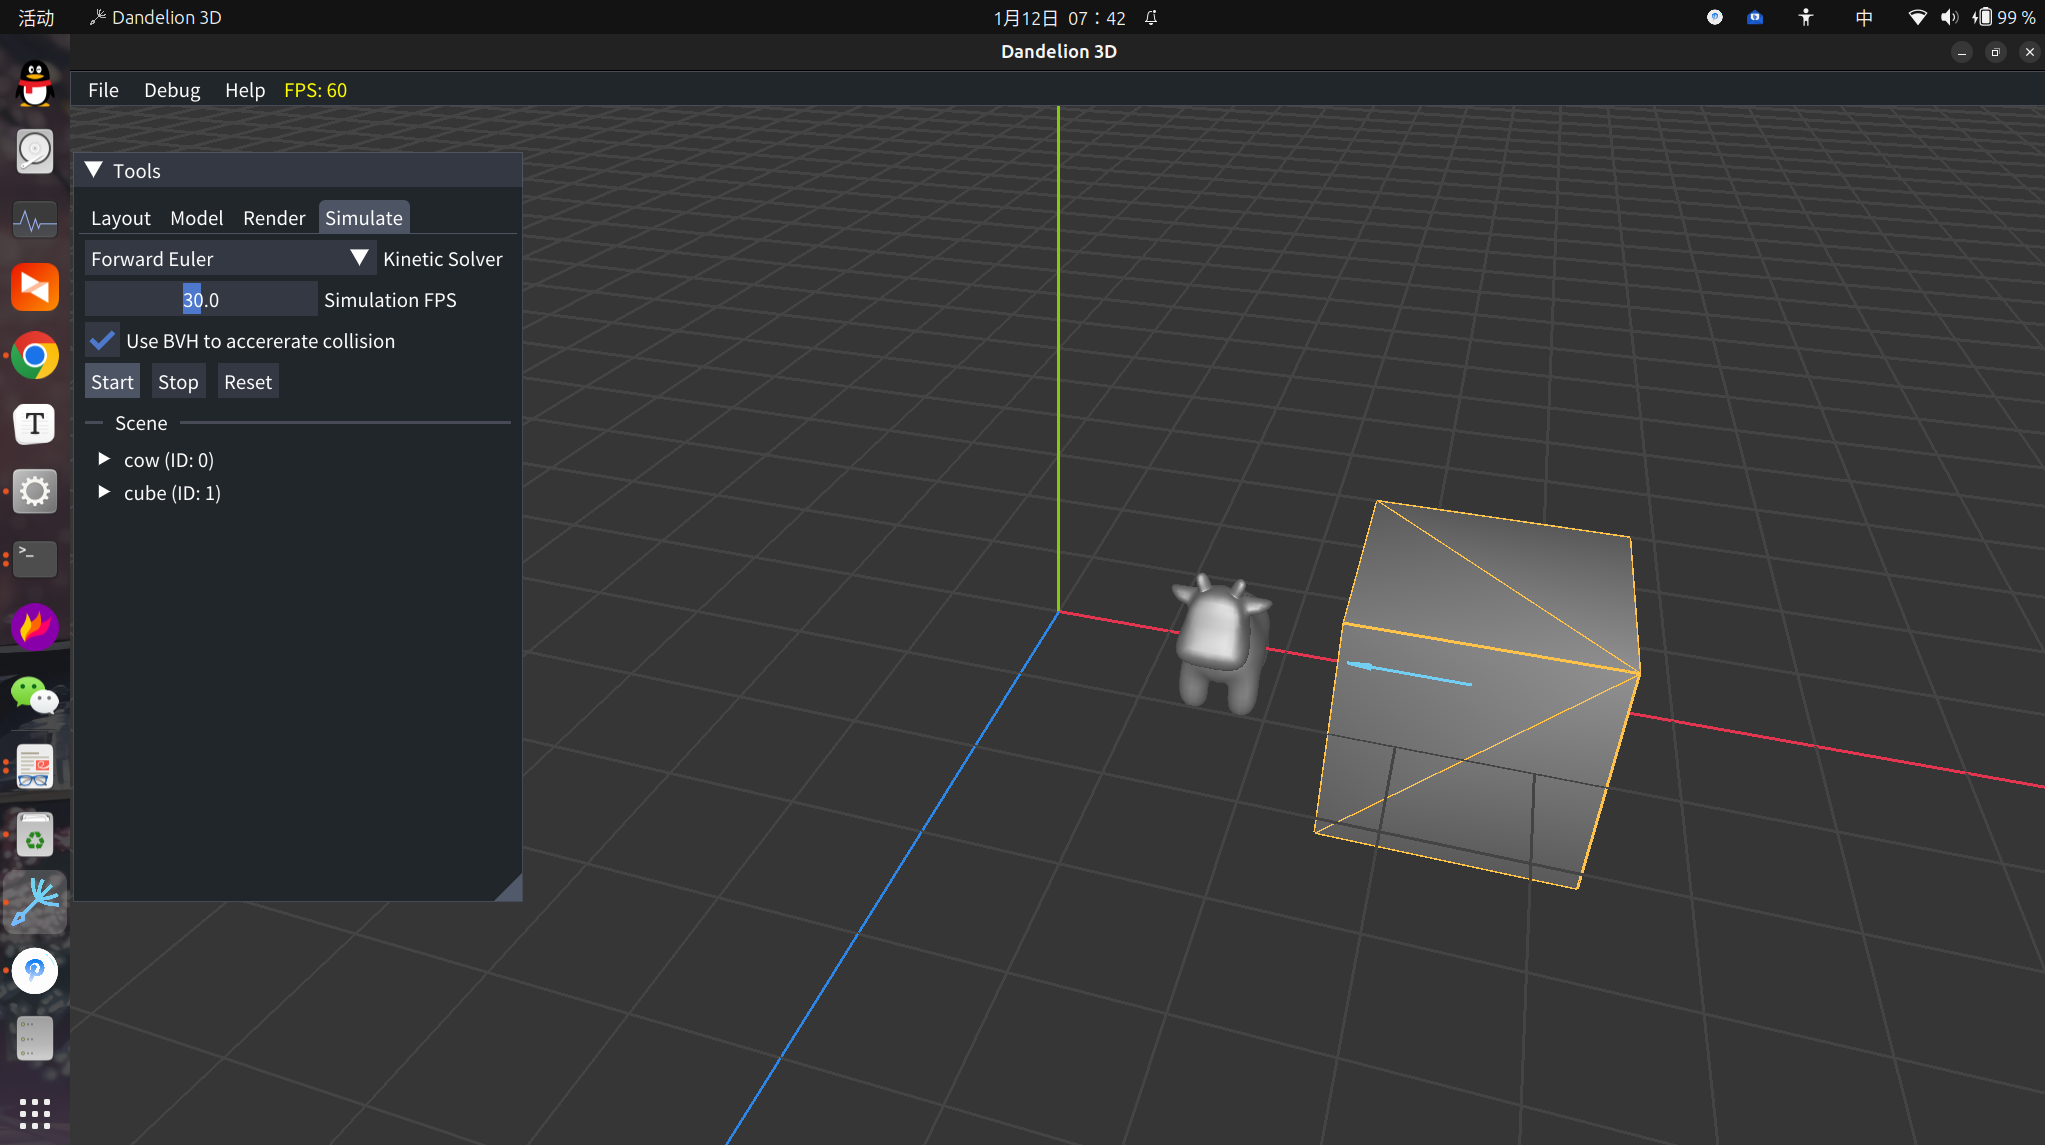 活动 Dandelion 3D 1月12日 07：42 中 99 %
Dandelion 3D
File Debug Help FPS: 60
Tools
Layout Model Render Simulate
Forward Euler Kinetic Solver
30.0 Simulation FPS
Use BVH to accererate collision
Start Stop Reset
Scene
cow (ID: 0)
cube (ID: 1)
T
>_